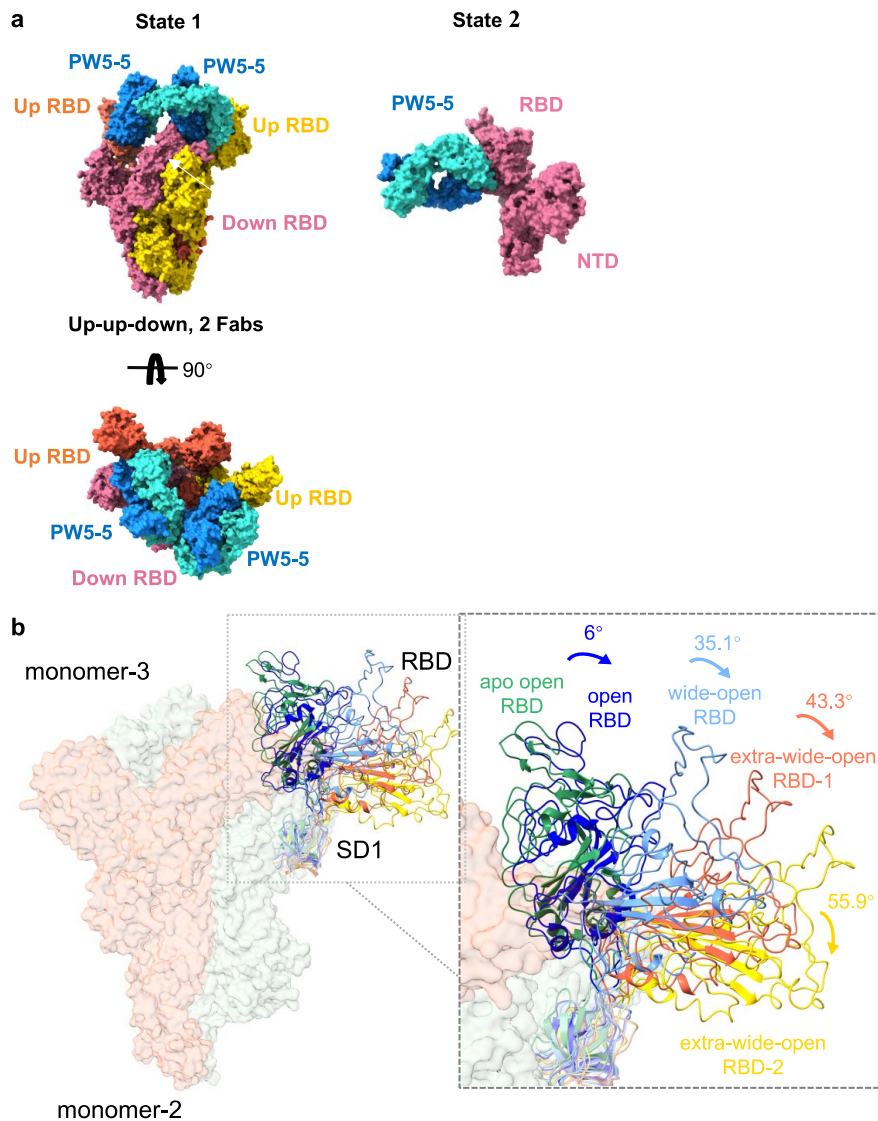 a
State 1
State 2
PW5-5
PW5-5
Up RBD
Up RBD
Down RBD
PW5-5
RBD
NTD
Up-up-down, 2 Fabs
90°
Up RBD
Up RBD
PW5-5
PW5-5
Down RBD
b
monomer-3
RBD
SD1
monomer-2
6°
35.1°
43.3°
apo open
RBD
open
RBD
wide-open
RBD
extra-wide-open
RBD-1
55.9°
extra-wide-open
RBD-2